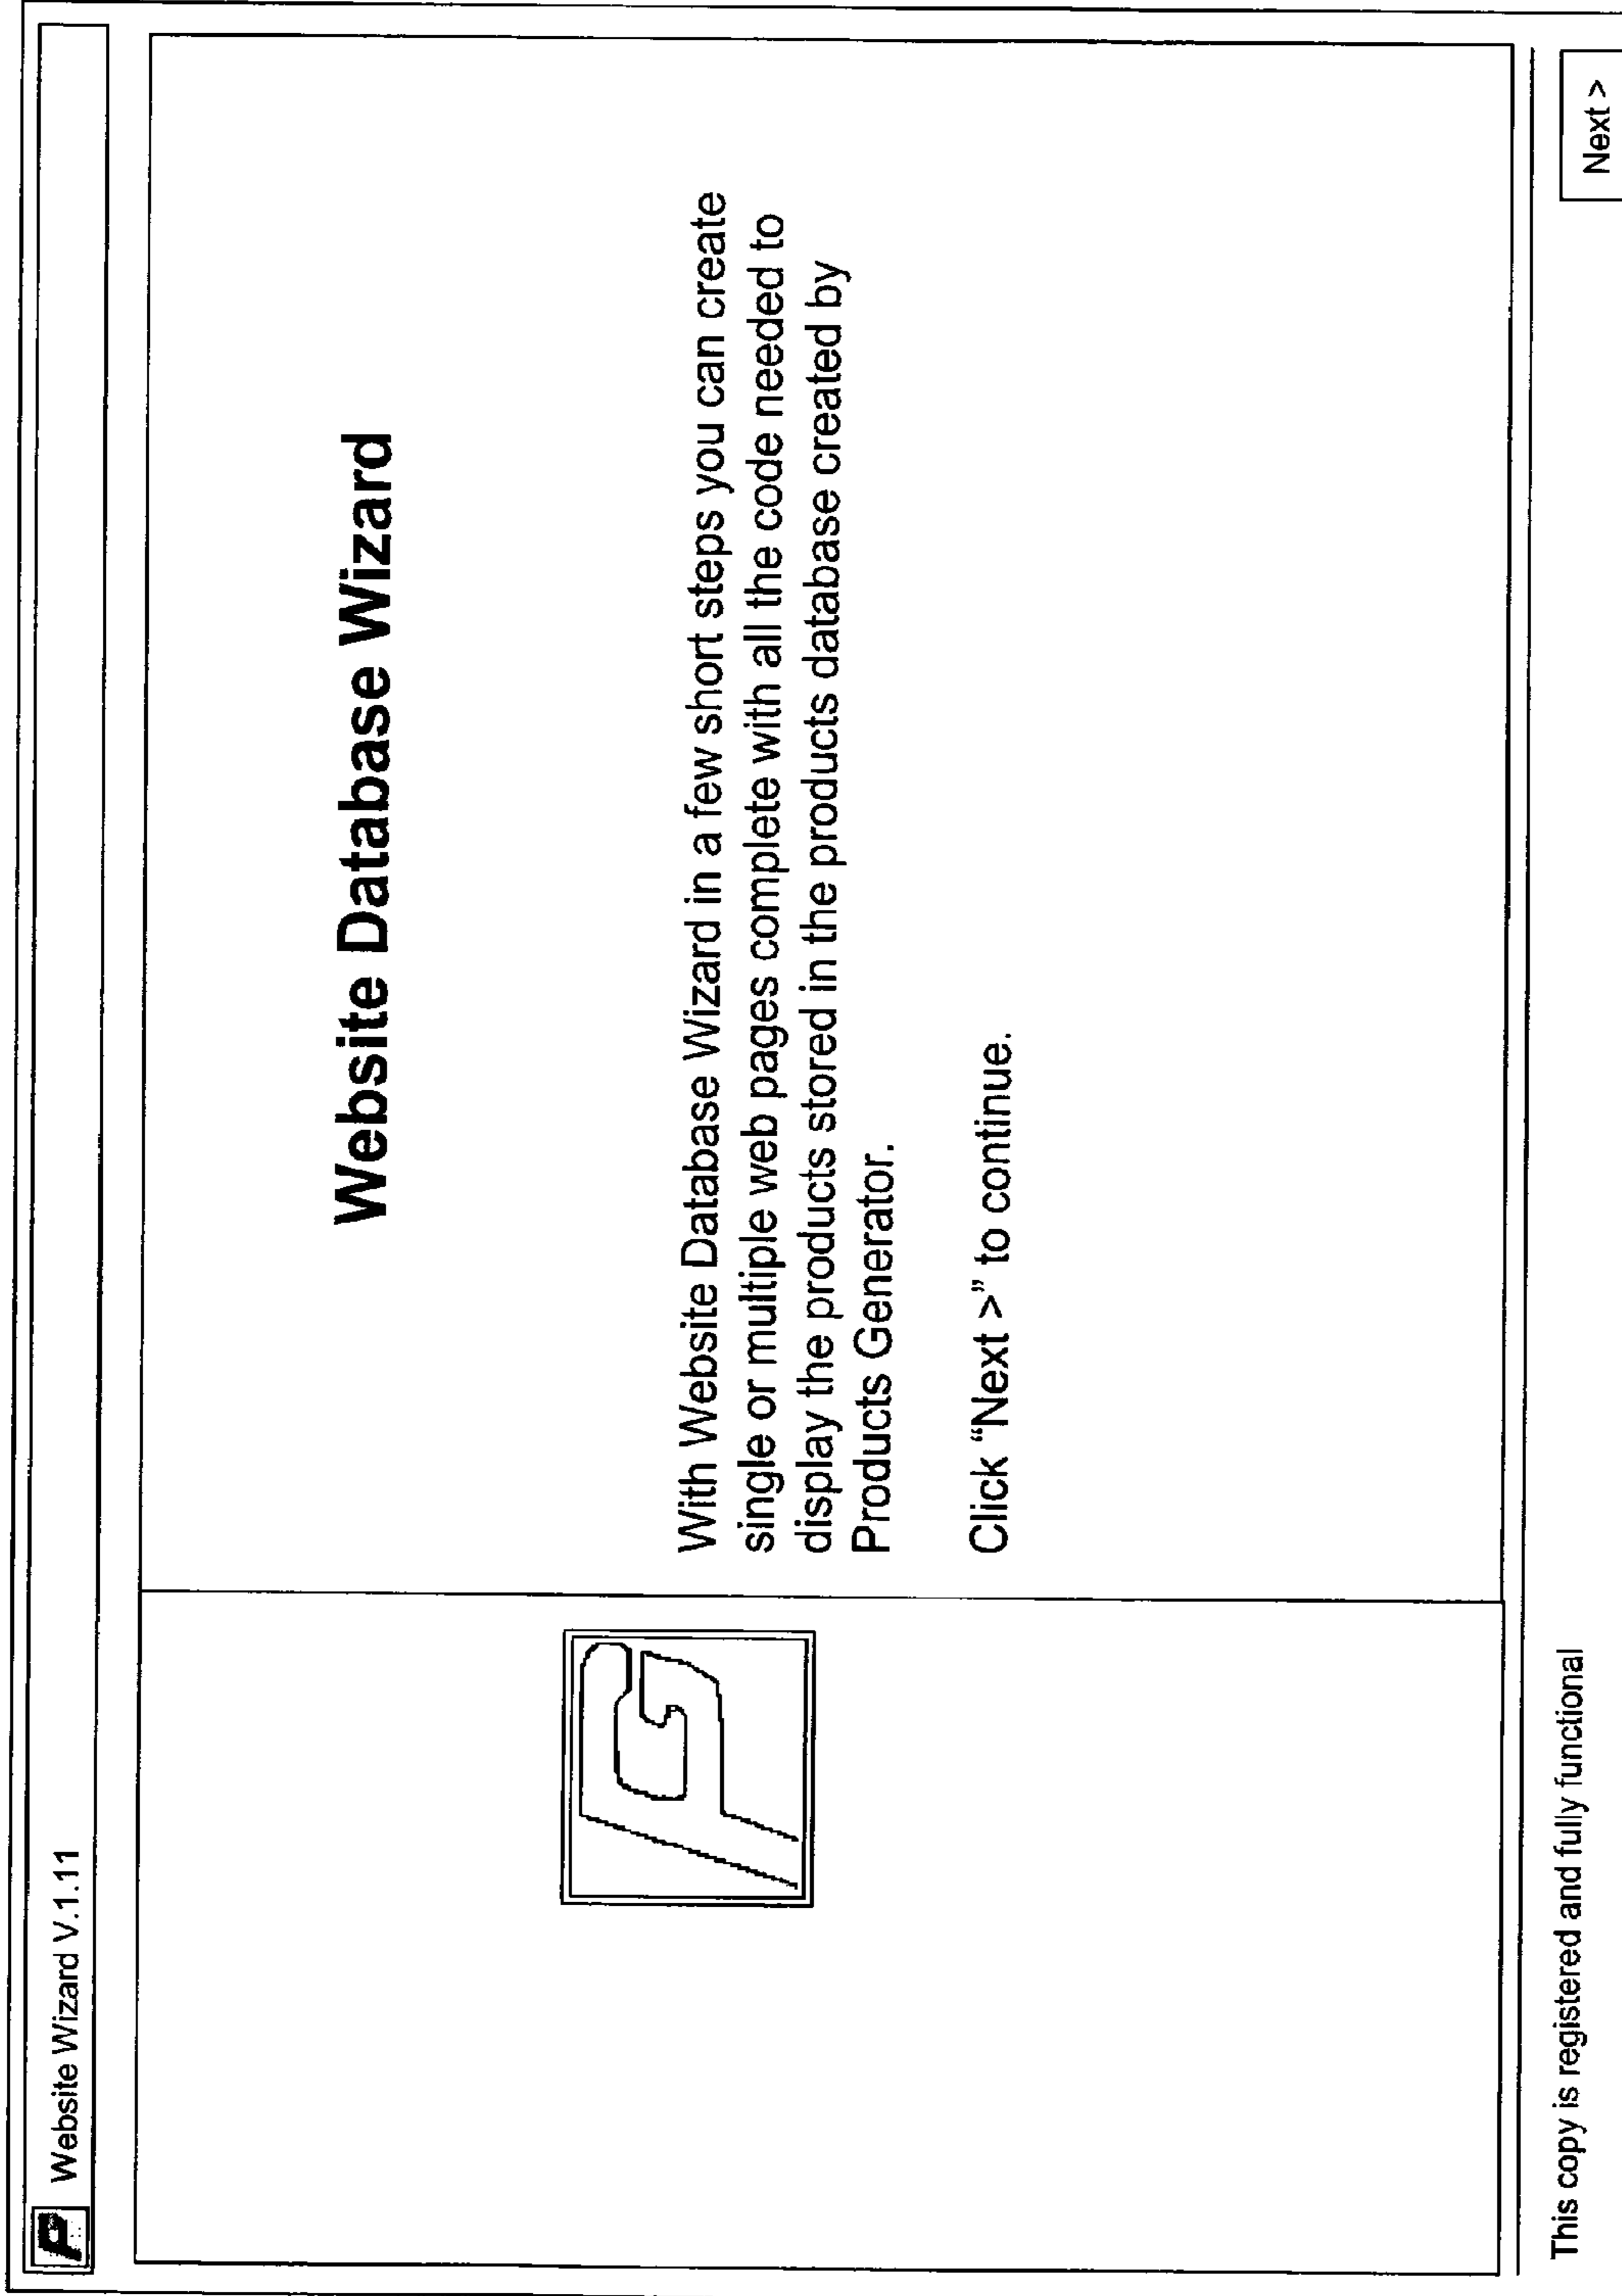 Website Wizard V.1.11
Website Database Wizard
With Website Database Wizard in a few short steps you can create
single or multiple web pages complete with all the code needed to
display the products stored in the products database created by
Products Generator.
Click “Next >” to continue.
This copy is registered and fully functional
Next >